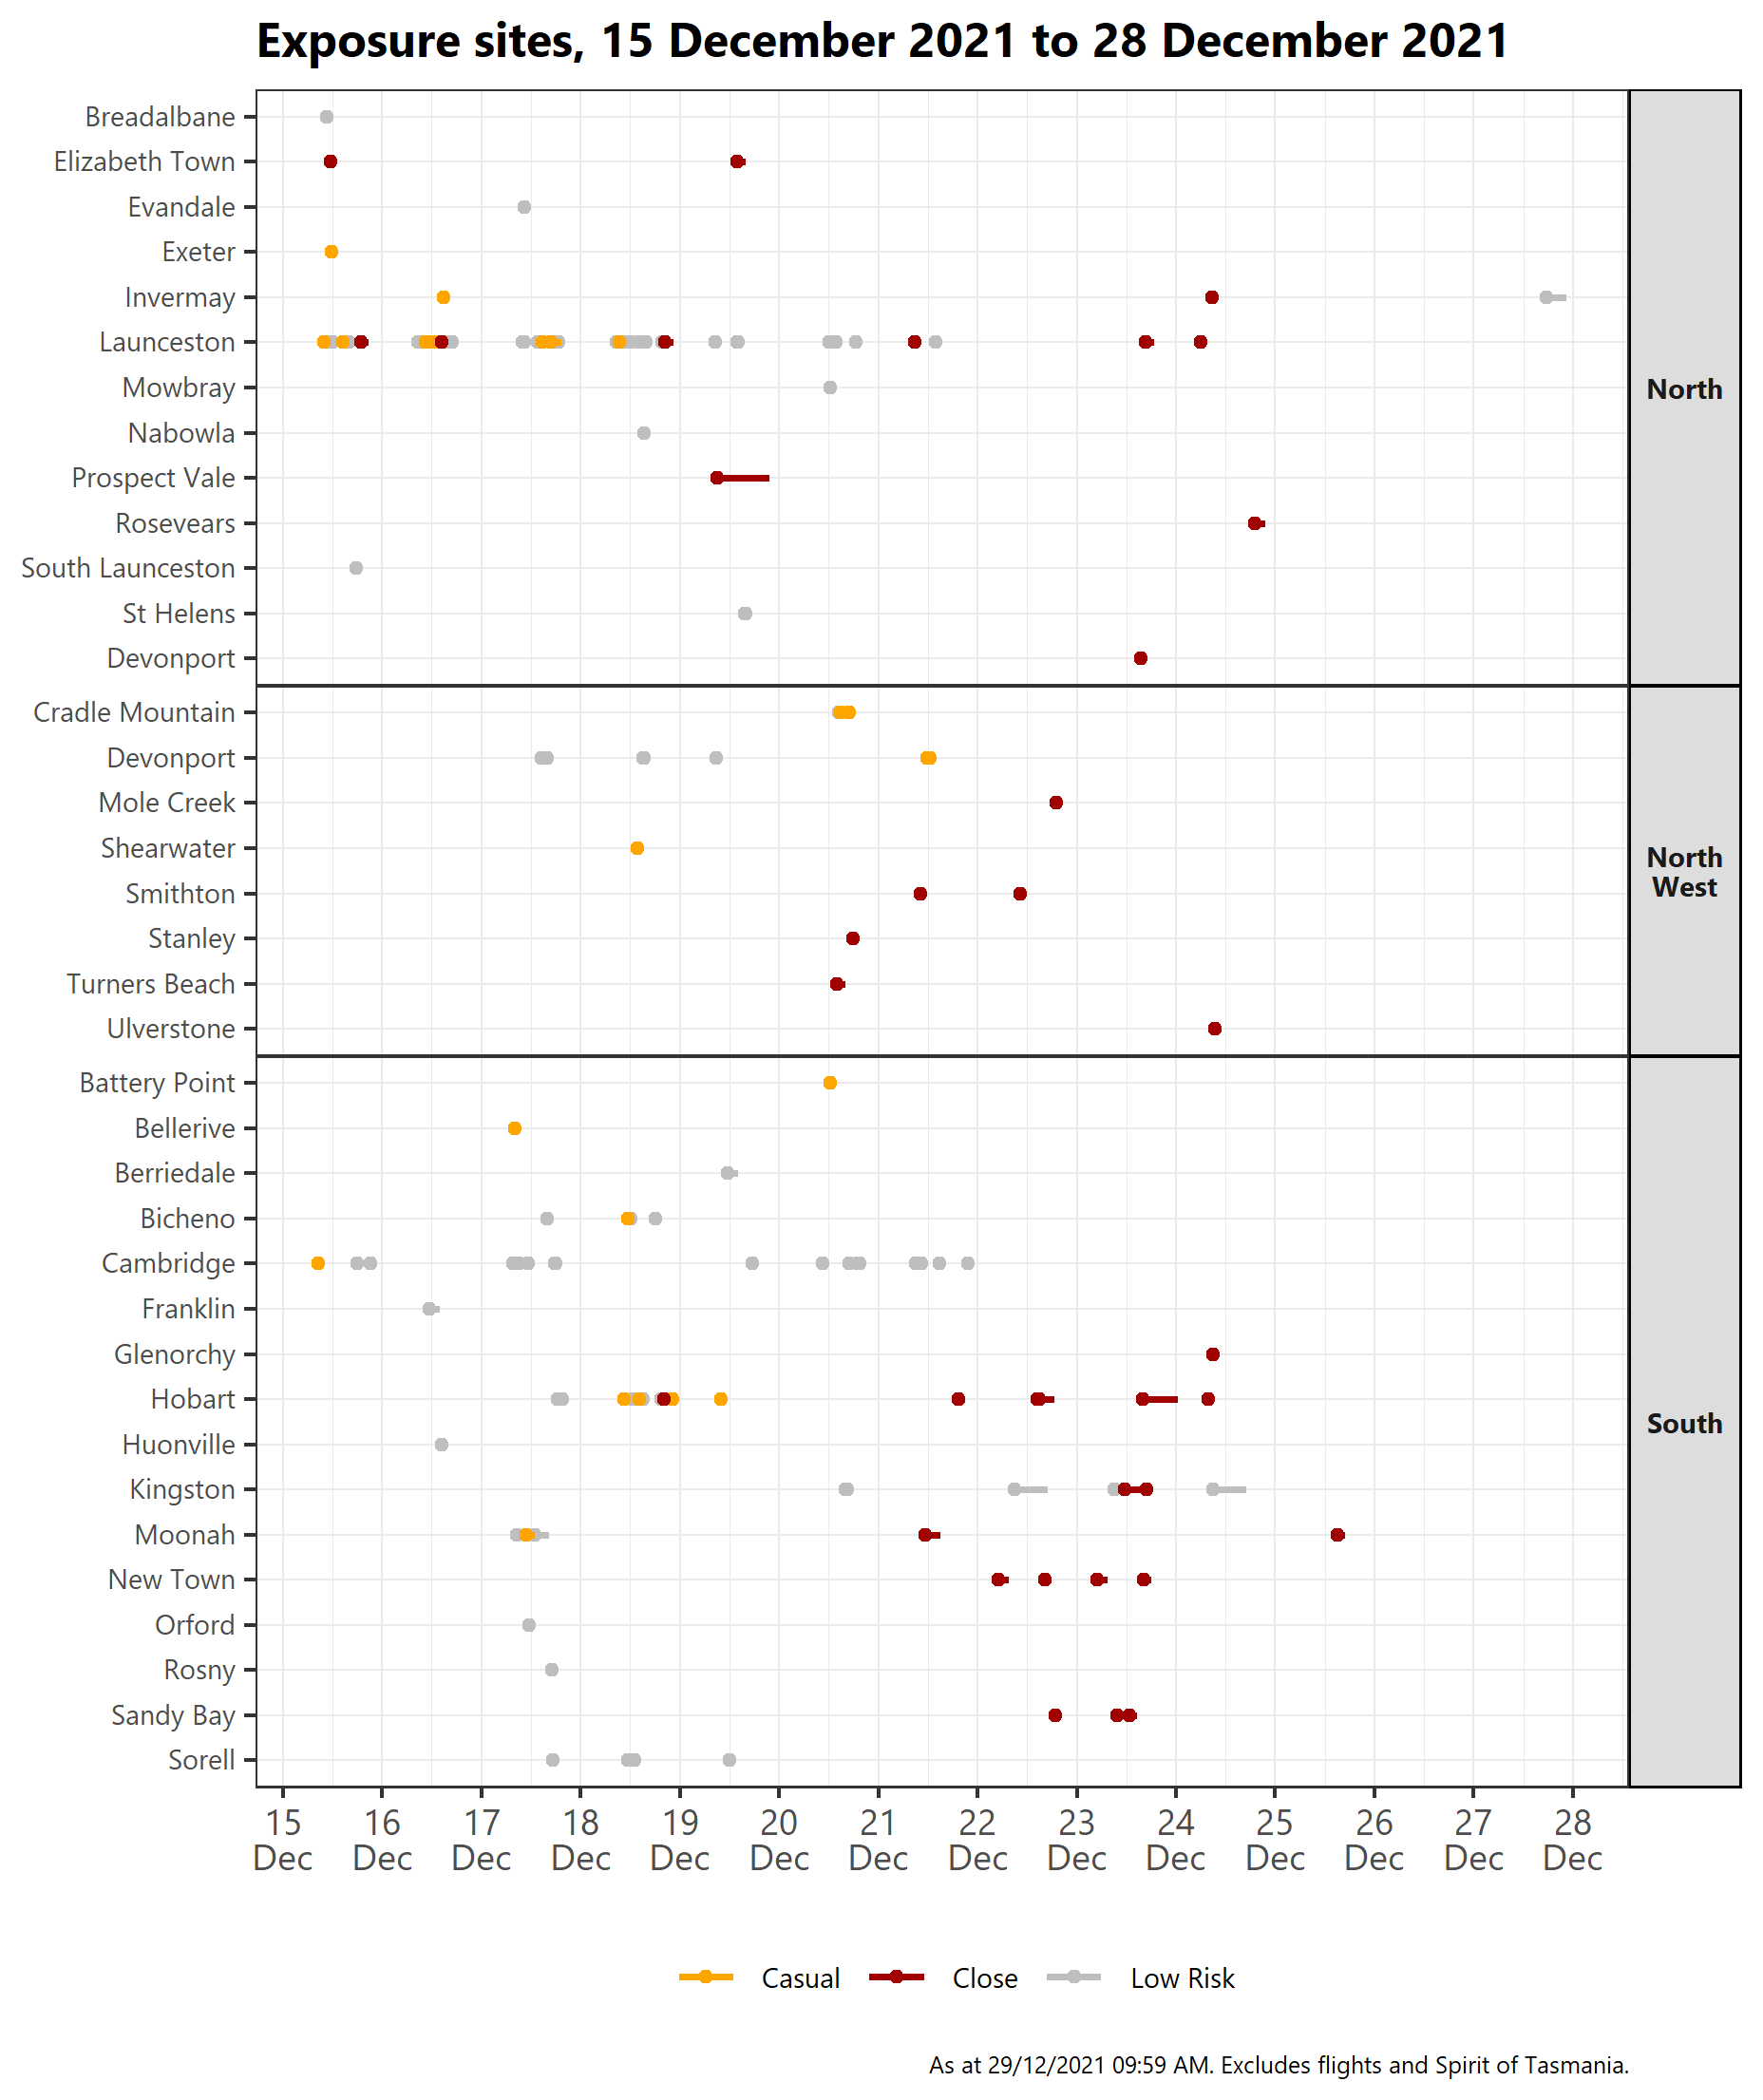 Exposure sites, 15 December 2021 to 28 December 2021
Breadalbane
Elizabeth Town
Evandale
Exeter
Invermay
Launceston
Mowbray
Nabowla
Prospect Vale
Rosevears
South Launceston
St Helens
Devonport
North
Cradle Mountain
Devonport
Mole Creek
Shearwater
Smithton
Stanley
Turners Beach
Ulverstone
North
West
Battery Point
Bellerive
Berriedale
Bicheno
Cambridge
Franklin
Glenorchy
Hobart
Huonville
Kingston
Moonah
New Town
Orford
Rosny
Sandy Bay
Sorell
South
15 16 17 18 19 20 21 22 23 24 25 26 27 28
Dec Dec Dec Dec Dec Dec Dec Dec Dec Dec Dec Dec Dec Dec
Casual Close Low Risk
As at 29/12/2021 09:59 AM. Excludes flights and Spirit of Tasmania.